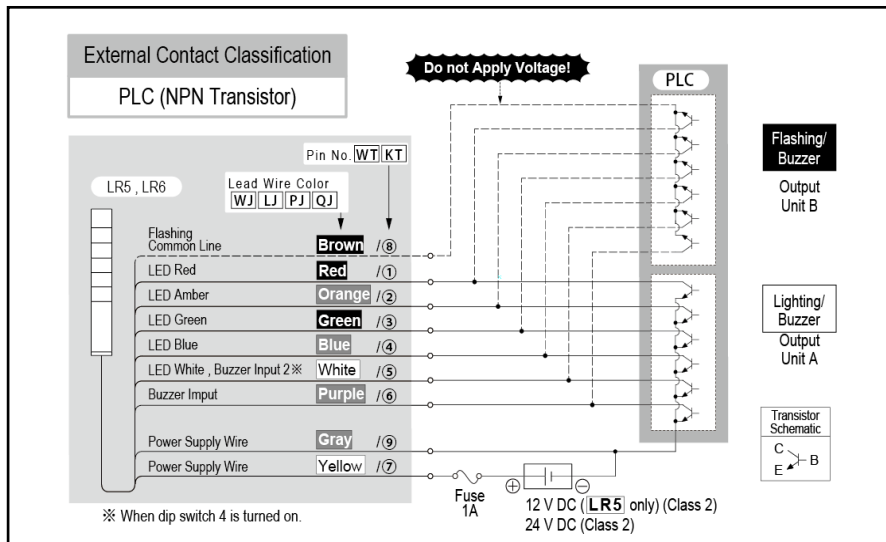 External Contact Classification
PLC (NPN Transistor)
Do not Apply Voltage!
PLC
Pin No. WT KT
LR5 , LR6
Lead Wire Color
WJ LJ PJ QJ
Flashing
Common Line Brown /⑧
LED Red Red /①
LED Amber Orange /②
LED Green Green /③
LED Blue Blue /④
LED White , Buzzer Input 2※ White /⑤
Buzzer Imput Purple /⑥
Power Supply Wire Gray /⑨
Power Supply Wire Yellow /⑦
※ When dip switch 4 is turned on.
Fuse
1A
⊕ ⊖
12 V DC ( LR5 only) (Class 2)
24 V DC (Class 2)
Flashing/
Buzzer
Output
Unit B
Lighting/
Buzzer
Output
Unit A
Transistor
Schematic
C
E B